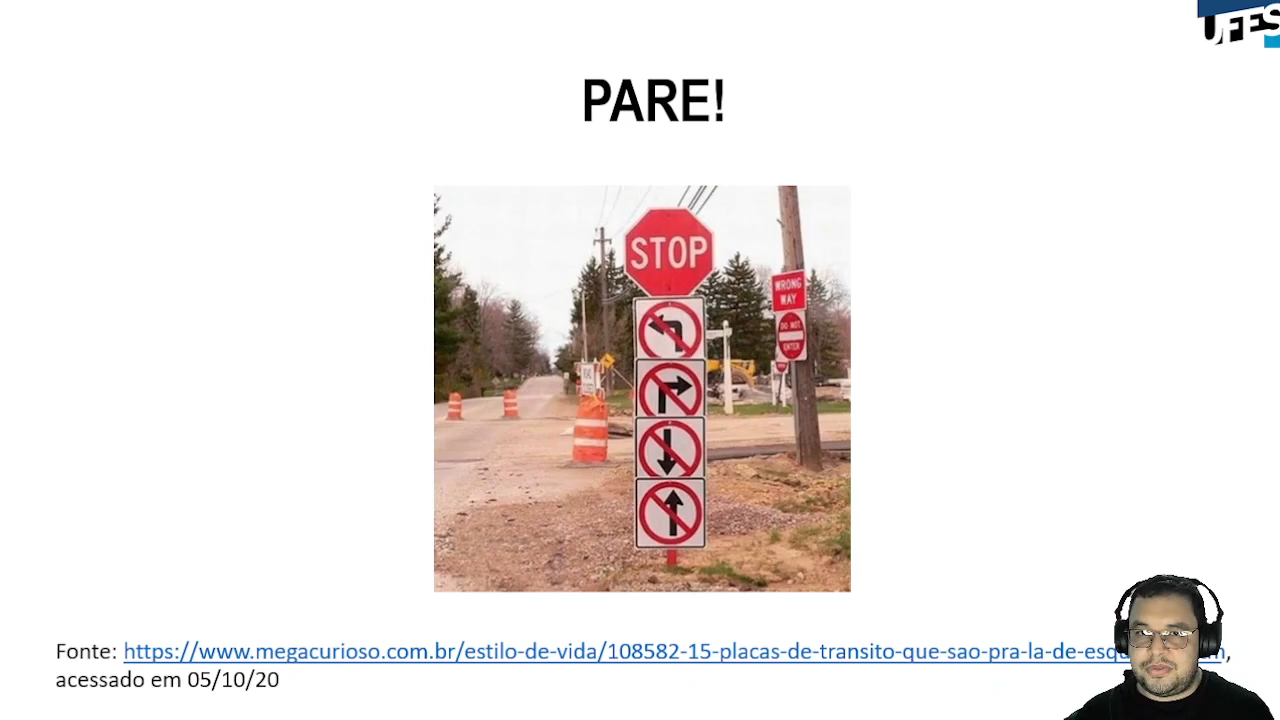 UFES
PARE!
STOP
WRONG
WAY
DO NOT
ENTER
Fonte: https://www.megacurioso.com.br/estilo-de-vida/108582-15-placas-de-transito-que-sao-pra-la-de-
acessado em 05/10/20